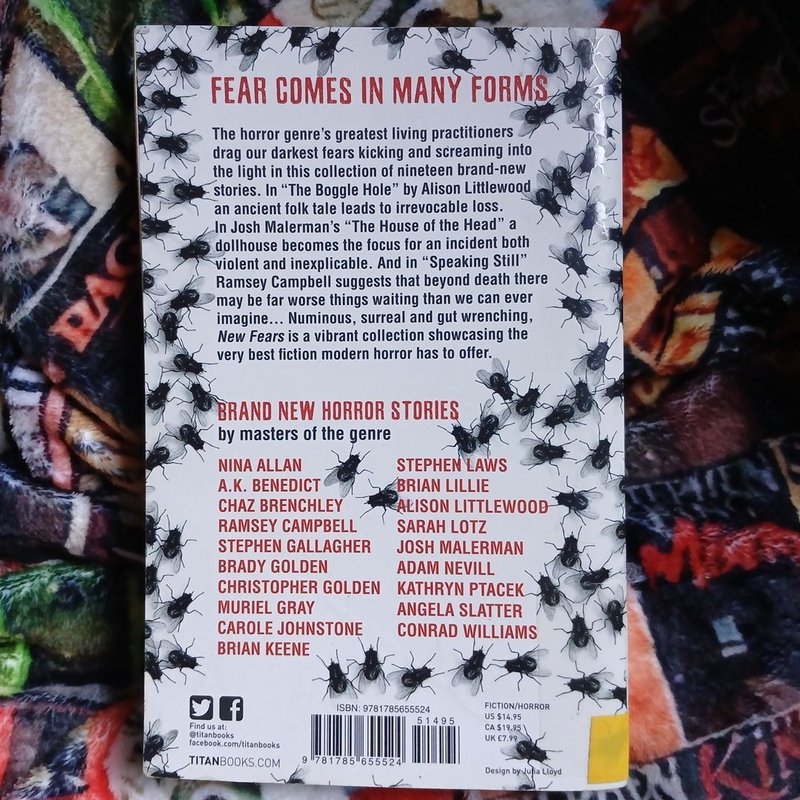 FEAR COMES IN MANY FORMS
The horror genre's greatest living practitioners
drag our darkest fears kicking and screaming into
the light in this collection of nineteen brand-new
stories. In “The Boggle Hole” by Alison Littlewood
an ancient folk tale leads to irrevocable loss.
In Josh Malerman's “The House of the Head” a
dollhouse becomes the focus for an incident both
violent and inexplicable. And in “Speaking Still”
Ramsey Campbell suggests that beyond death there
may be far worse things waiting than we can ever
imagine... Numinous, surreal and gut wrenching,
New Fears is a vibrant collection showcasing the
very best fiction modern horror has to offer.
BRAND NEW HORROR STORIES
by masters of the genre
NINA ALLAN
A.K. BENEDICT
CHAZ BRENCHLEY
RAMSEY CAMPBELL
STEPHEN GALLAGHER
BRADY GOLDEN
CHRISTOPHER GOLDEN
MURIEL GRAY
CAROLE JOHNSTONE
BRIAN KEENE
STEPHEN LAWS
BRIAN LILLIE
ALISON LITTLEWOOD
SARAH LOTZ
JOSH MALERMAN
ADAM NEVILL
KATHRYN PTACEK
ANGELA SLATTER
CONRAD WILLIAMS
Find us at:
@titanbooks
facebook.com/titanbooks
TITANBOOKS.COM
ISBN: 9781785655524
51495
9 781785 655524
FICTION/HORROR
US $14.95
CA $19.95
UK £7.99
Design by Julia Lloyd